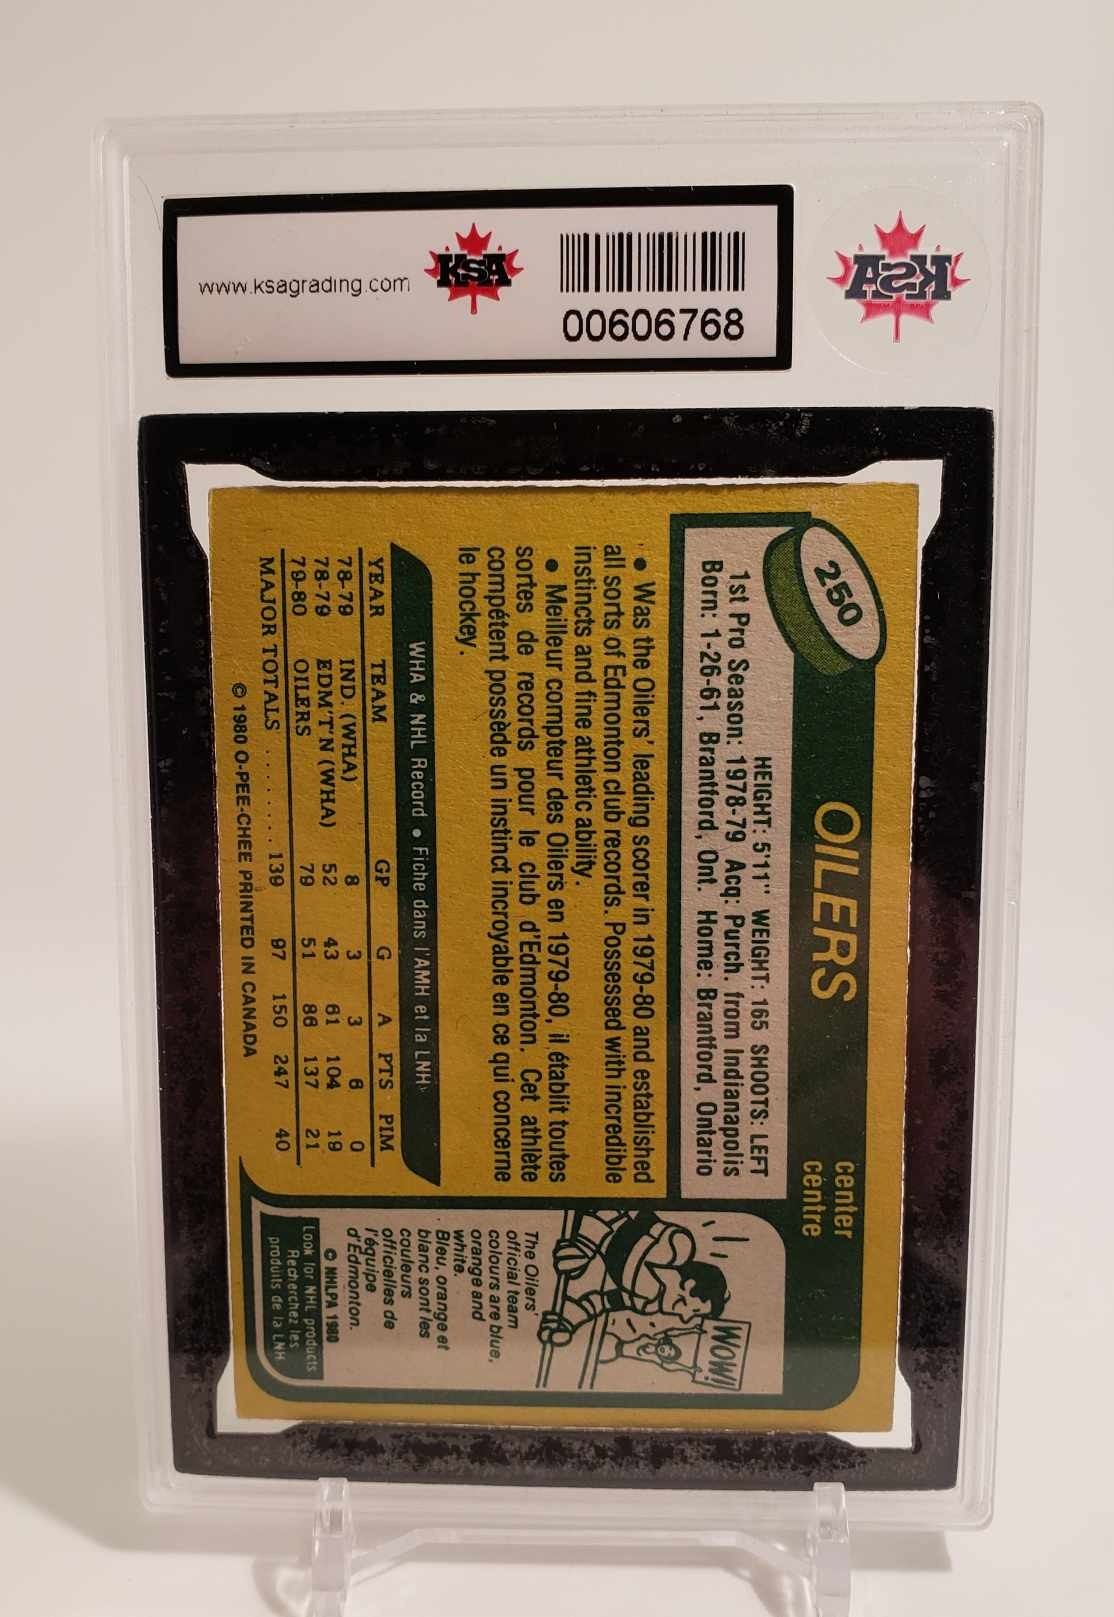 www.ksagrading.com
KSA
00606768
KSA
250
OILERS
center
centre
HEIGHT: 5'11" WEIGHT: 165 SHOOTS: LEFT
1st Pro Season: 1978-79 Acq: Purch. from Indianapolis
Born: 1-26-61, Brantford, Ont. Home: Brantford, Ontario
• Was the Oilers' leading scorer in 1979-80 and established
all sorts of Edmonton club records. Possessed with incredible
instincts and fine athletic ability.
• Meilleur compteur des Oilers en 1979-80, il établit toutes
sortes de records pour le club d'Edmonton. Cet athlète
compétent possède un instinct incroyable en ce qui concerne
le hockey.
WHA & NHL Record • Fiche dans l'AMH et la LNH
YEAR TEAM GP G A PTS PIM
78-79 IND. (WHA) 8 3 3 6 0
78-79 EDM'T'N (WHA) 52 43 61 104 19
79-80 OILERS 79 51 86 137 21
MAJOR TOTALS ........ 139 97 150 247 40
© 1980 O-PEE-CHEE PRINTED IN CANADA
WOW!
The Oilers'
official team
colours are blue,
orange and
white.
Bleu, orange et
blanc sont les
couleurs
officielles de
l'équipe
d'Edmonton.
© NHLPA 1980
Look for NHL products
Recherchez les
produits de la LNH